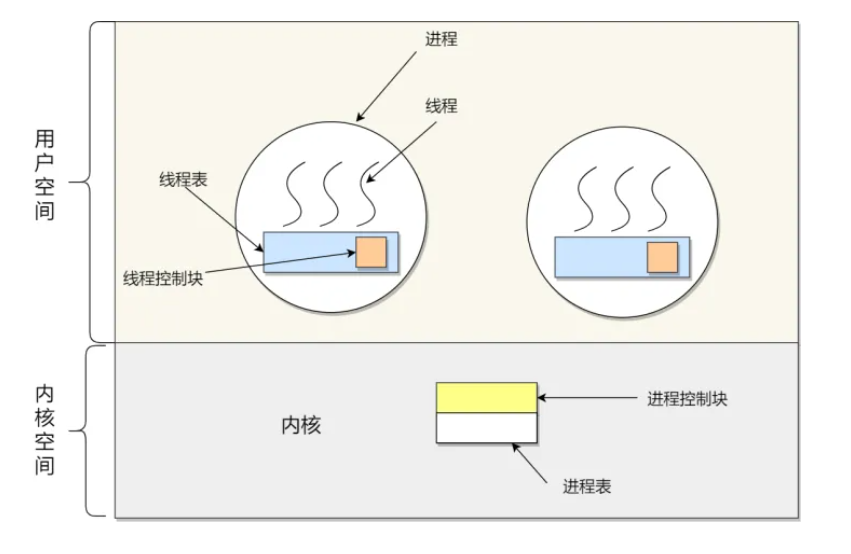 进程
线程
用户空间
线程表
线程控制块
内核空间
内核
进程控制块
进程表